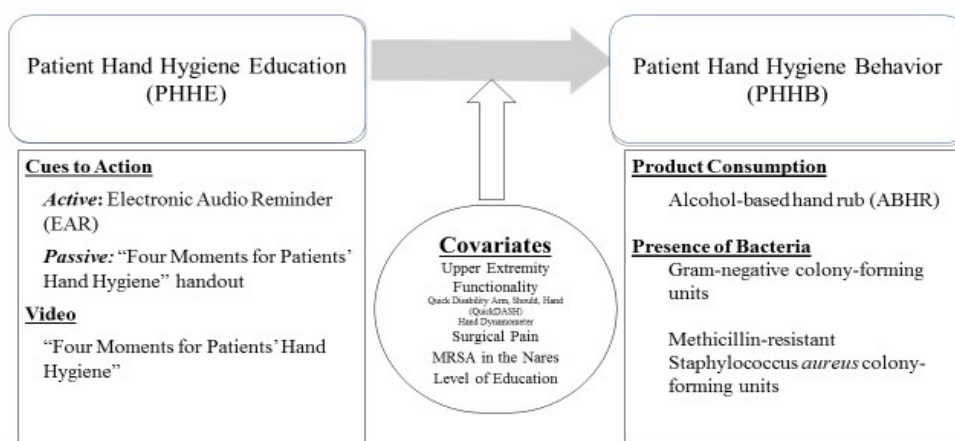 Patient Hand Hygiene Education
(PHHE)
Cues to Action
Active: Electronic Audio Reminder
(EAR)
Passive: “Four Moments for Patients’
Hand Hygiene” handout
Video
“Four Moments for Patients’ Hand
Hygiene”
Covariates
Upper Extremity
Functionality
Quick Disability Arm, Should, Hand
(QuickDASH)
Hand Dynamometer
Surgical Pain
MRSA in the Nares
Level of Education
Patient Hand Hygiene Behavior
(PHHB)
Product Consumption
Alcohol-based hand rub (ABHR)
Presence of Bacteria
Gram-negative colony-forming
units
Methicillin-resistant
Staphylococcus aureus colony-
forming units